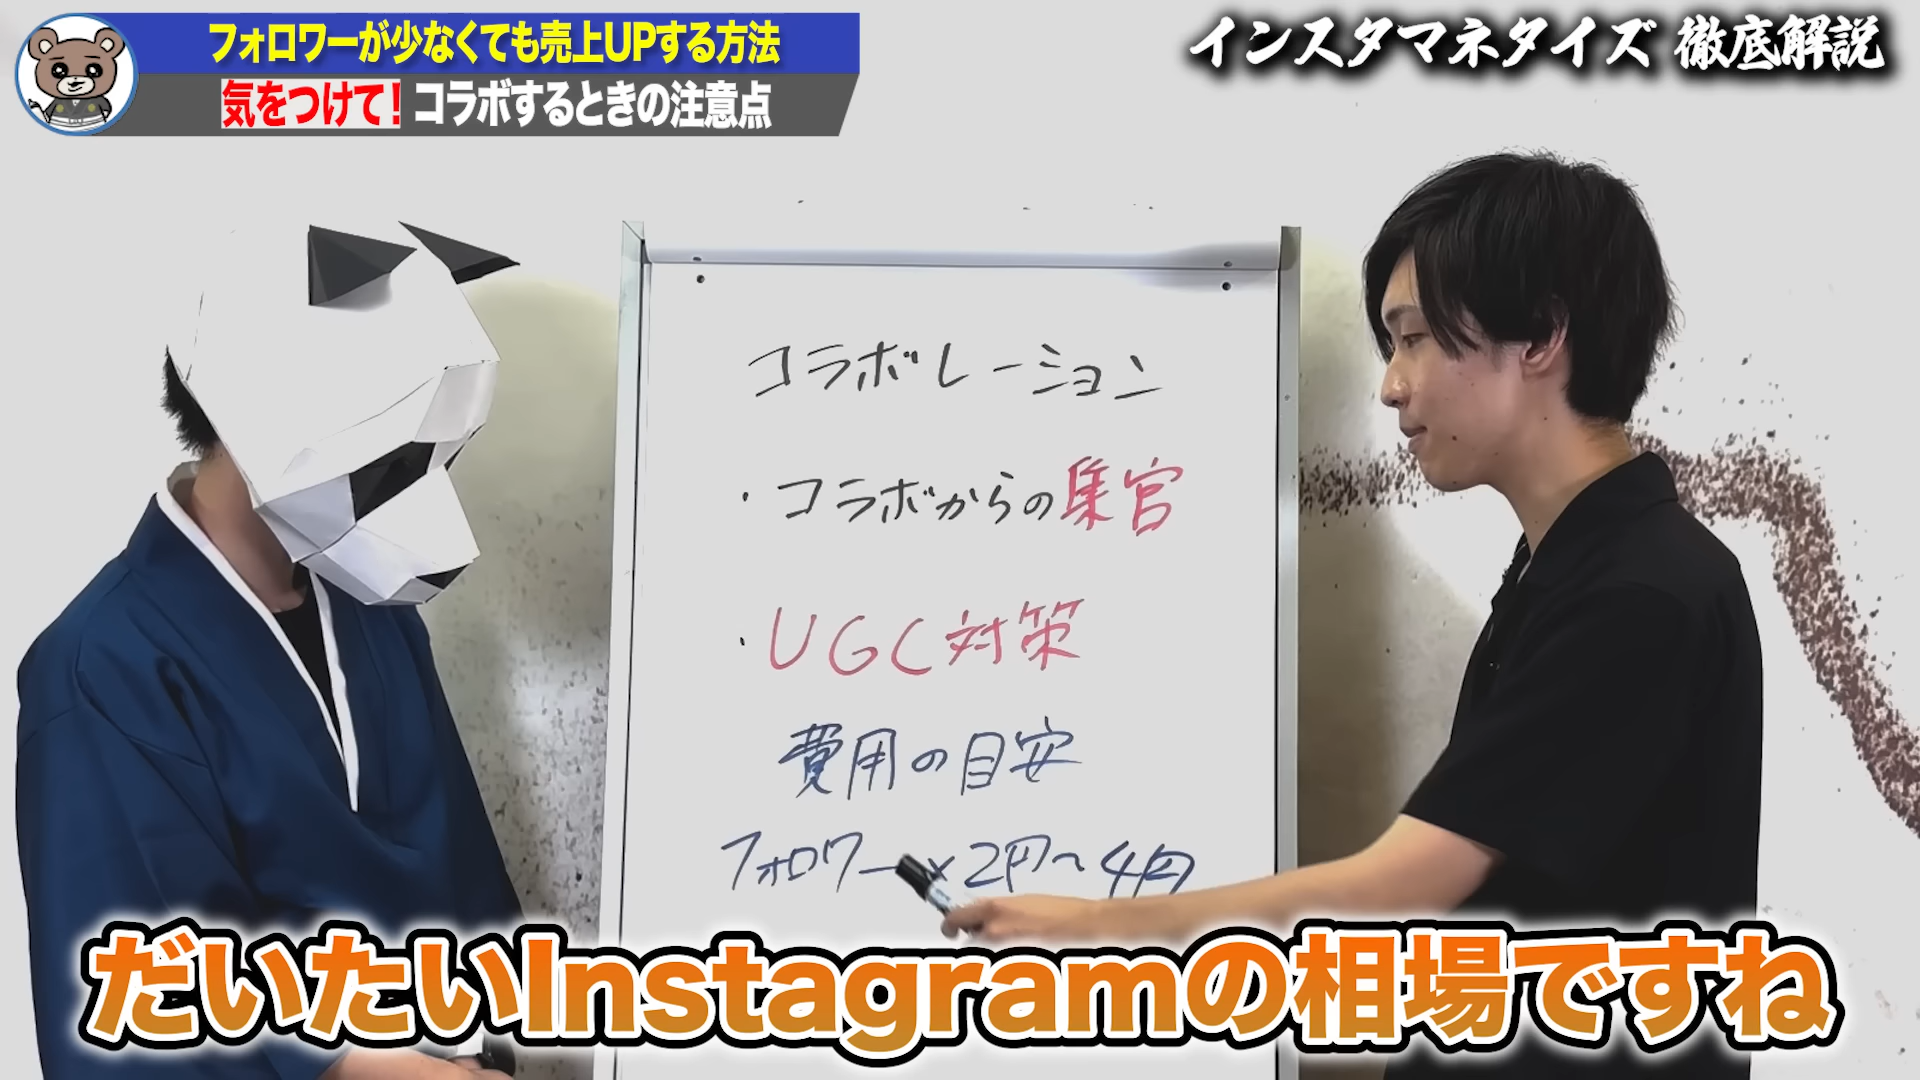 フォロワーが少なくても売上UPする方法
気をつけて！コラボするときの注意点
インスタマネタイズ 徹底解説
コラボレーション
・コラボからの集官
・UGC対策
費用の目安
フォロワー×2円〜4円
だいたいInstagramの相場ですね